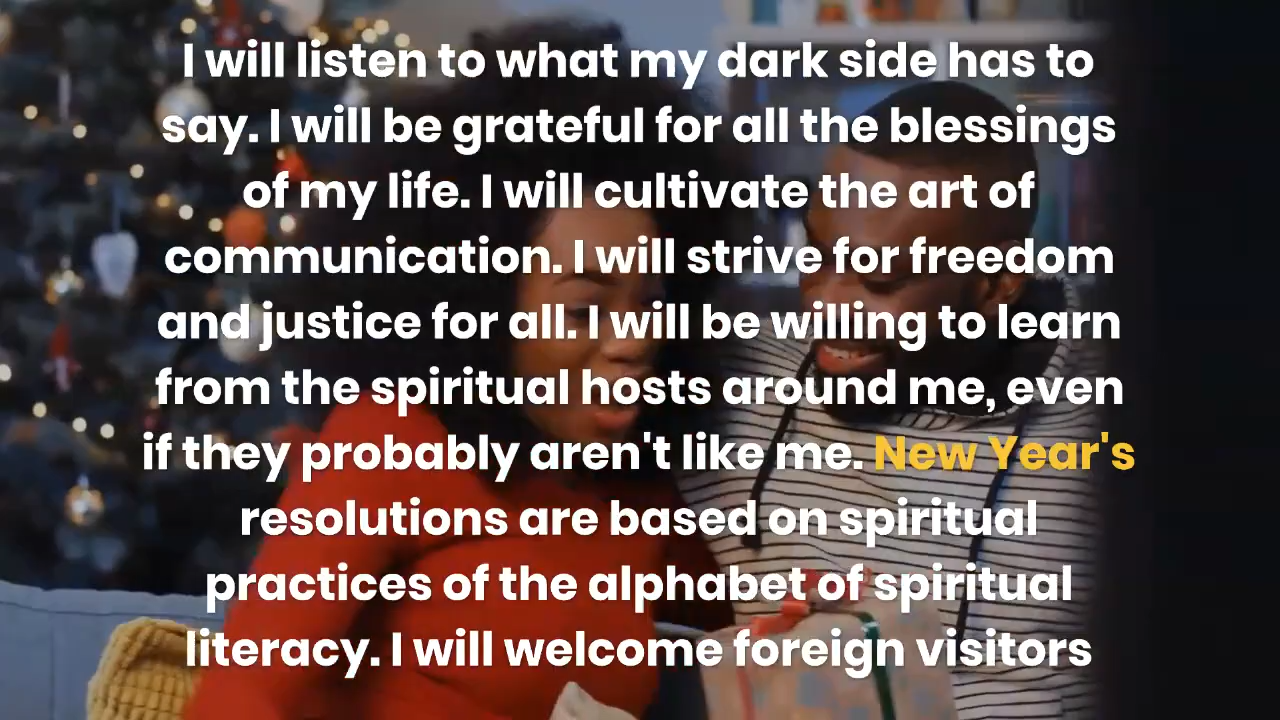 I will listen to what my dark side has to
say. I will be grateful for all the blessings
of my life. I will cultivate the art of
communication. I will strive for freedom
and justice for all. I will be willing to learn
from the spiritual hosts around me, even
if they probably aren't like me. New Year's
resolutions are based on spiritual
practices of the alphabet of spiritual
literacy. I will welcome foreign visitors